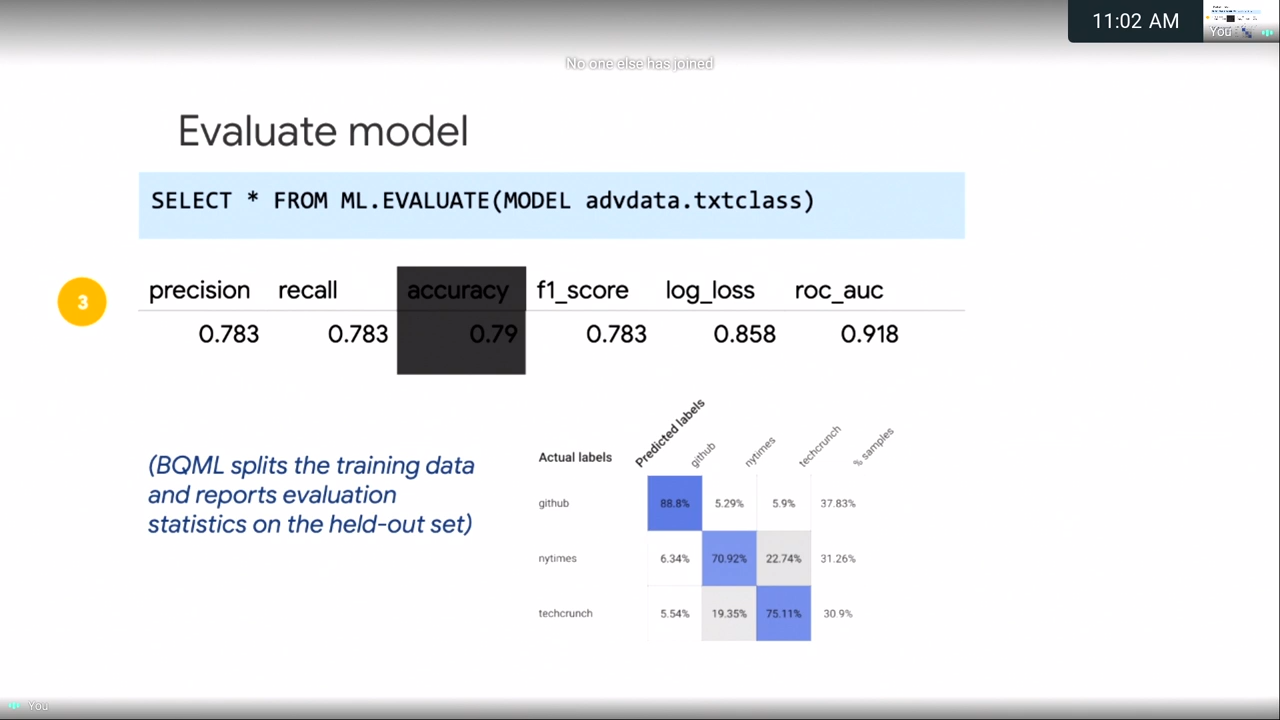 11:02 AM
You
No one else has joined
Evaluate model
SELECT * FROM ML.EVALUATE(MODEL advdata.txtclass)
3
precision recall accuracy f1_score log_loss roc_auc
0.783 0.783 0.79 0.783 0.858 0.918
(BQML splits the training data
and reports evaluation
statistics on the held-out set)
Actual labels Predicted labels github nytimes techcrunch % samples
github 88.8% 5.29% 5.9% 37.83%
nytimes 6.34% 70.92% 22.74% 31.26%
techcrunch 5.54% 19.35% 75.11% 30.9%
You